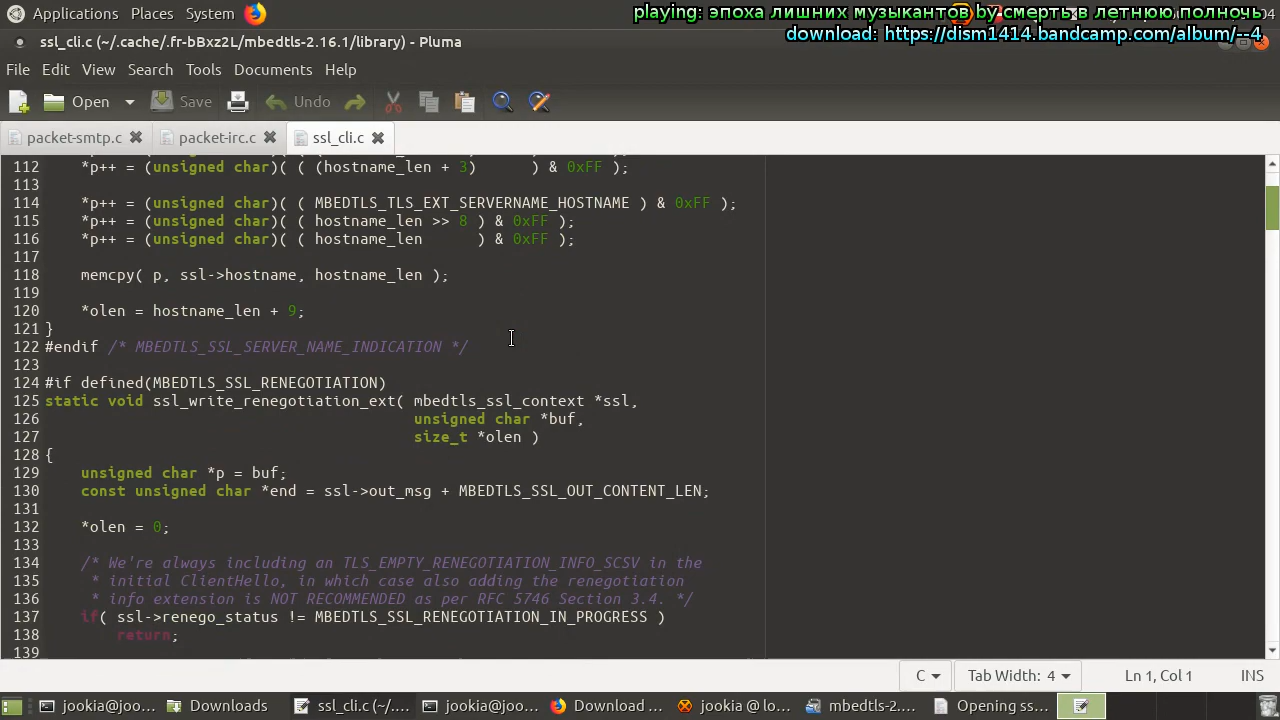 Applications Places System
04
playing: эпоха лишних музыкантов by смерть в летнюю полночь
download: https://dism1414.bandcamp.com/album/--4
ssl_cli.c (~/.cache/.fr-bBxz2L/mbedtls-2.16.1/library) - Pluma
File Edit View Search Tools Documents Help
Open Save Undo
packet-smtp.c packet-irc.c ssl_cli.c
112 *p++ = (unsigned char)( ( (hostname_len + 3) ) & 0xFF );
113
114 *p++ = (unsigned char)( ( MBEDTLS_TLS_EXT_SERVERNAME_HOSTNAME ) & 0xFF );
115 *p++ = (unsigned char)( ( hostname_len >> 8 ) & 0xFF );
116 *p++ = (unsigned char)( ( hostname_len ) & 0xFF );
117
118 memcpy( p, ssl->hostname, hostname_len );
119
120 *olen = hostname_len + 9;
121 }
122 #endif /* MBEDTLS_SSL_SERVER_NAME_INDICATION */
123
124 #if defined(MBEDTLS_SSL_RENEGOTIATION)
125 static void ssl_write_renegotiation_ext( mbedtls_ssl_context *ssl,
126 unsigned char *buf,
127 size_t *olen )
128 {
129 unsigned char *p = buf;
130 const unsigned char *end = ssl->out_msg + MBEDTLS_SSL_OUT_CONTENT_LEN;
131
132 *olen = 0;
133
134 /* We're always including an TLS_EMPTY_RENEGOTIATION_INFO_SCSV in the
135 * initial ClientHello, in which case also adding the renegotiation
136 * info extension is NOT RECOMMENDED as per RFC 5746 Section 3.4. */
137 if( ssl->renego_status != MBEDTLS_SSL_RENEGOTIATION_IN_PROGRESS )
138 return;
139
C Tab Width: 4 Ln 1, Col 1 INS
jookia@joo... Downloads ssl_cli.c (~/.... jookia@joo... Download ... jookia @ lo... mbedtls-2.... Opening ss...